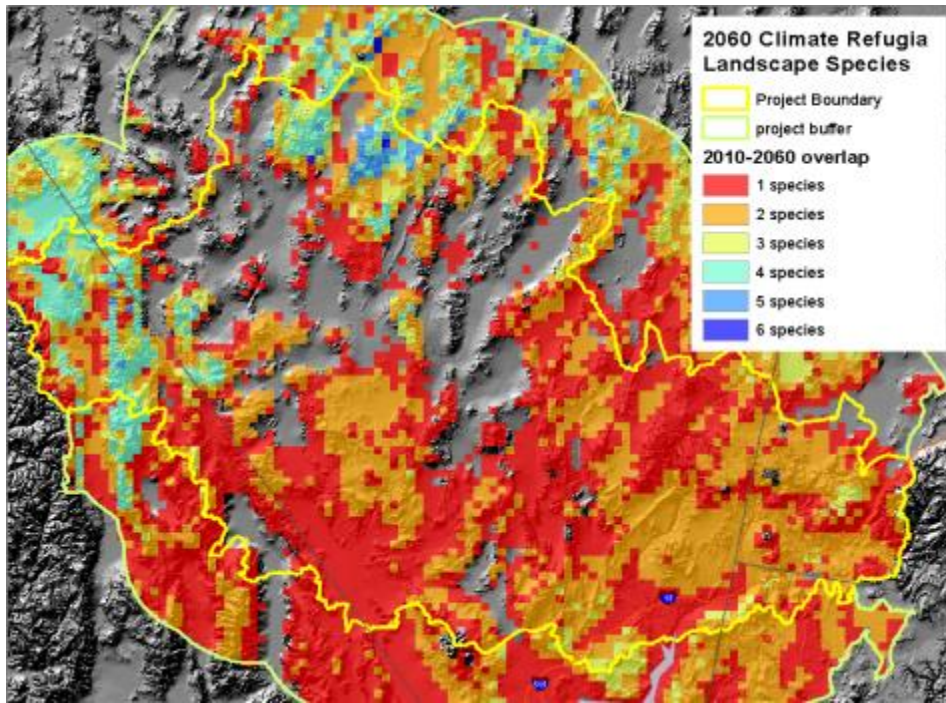 2060 Climate Refugia
Landscape Species
Project Boundary
project buffer
2010-2060 overlap
1 species
2 species
3 species
4 species
5 species
6 species